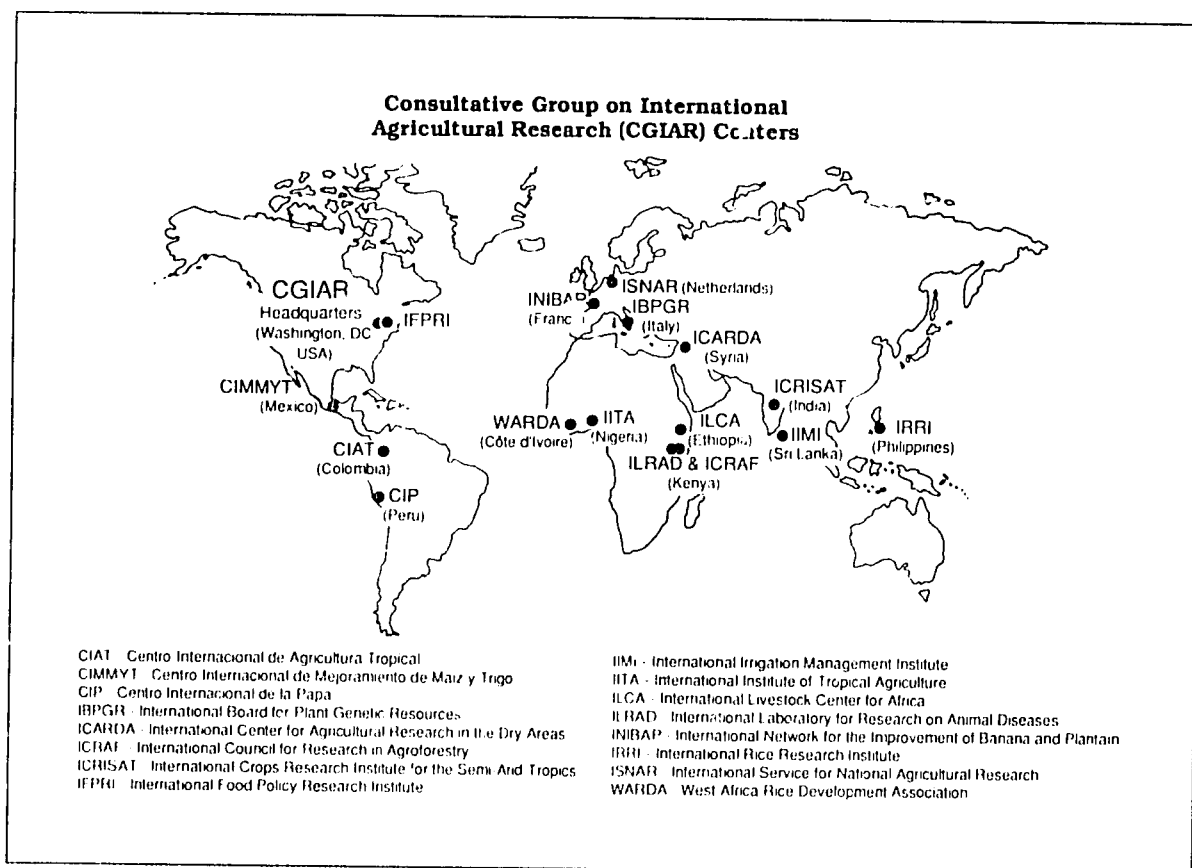 Consultative Group on International
Agricultural Research (CGIAR)
CGIAR
Headquarters
(Washington, DC
USA)
IFPRI
CIMMYT
(Mexico)
CIAT
(Colombia)
CIP
(Peru)
ISNAR (Netherlands)
(Franc
IBPGR
(Italy)
ICARDA
(Syria)
WARDA
(Côte d'Ivoire)
IITA
(Nigeria)
ILCA
(Ethiopia)
ILRAD & ICRAF
(Kenya)
ICRISAT
(India)
IIMI
(Sri Lanka)
IRRI
(Philippines)
CIAT Centro Internacional de Agricultura Tropical
CIMMYT Centro Internacional de Mejoramiento de Maiz y Trigo
CIP Centro Internacional de la Papa
IBPGR - International Board for Plant Genetic Resources
ICARDA - International Center for Agricultural Research in the Dry Areas
ICRAF - International Council for Research in Agroforestry
ICRISAT International Crops Research Institute for the Semi Arid Tropics
IFPRI International Food Policy Research Institute
IIMI - International Irrigation Management Institute
IITA - International Institute of Tropical Agriculture
ILCA - International Livestock Center for Africa
ILRAD International Laboratory for Research on Animal Diseases
INIBAP - International Network for the Improvement of Banana and Plantain
IRRI - International Rice Research Institute
ISNAR International Service for National Agricultural Research
WARDA West Africa Rice Development Association